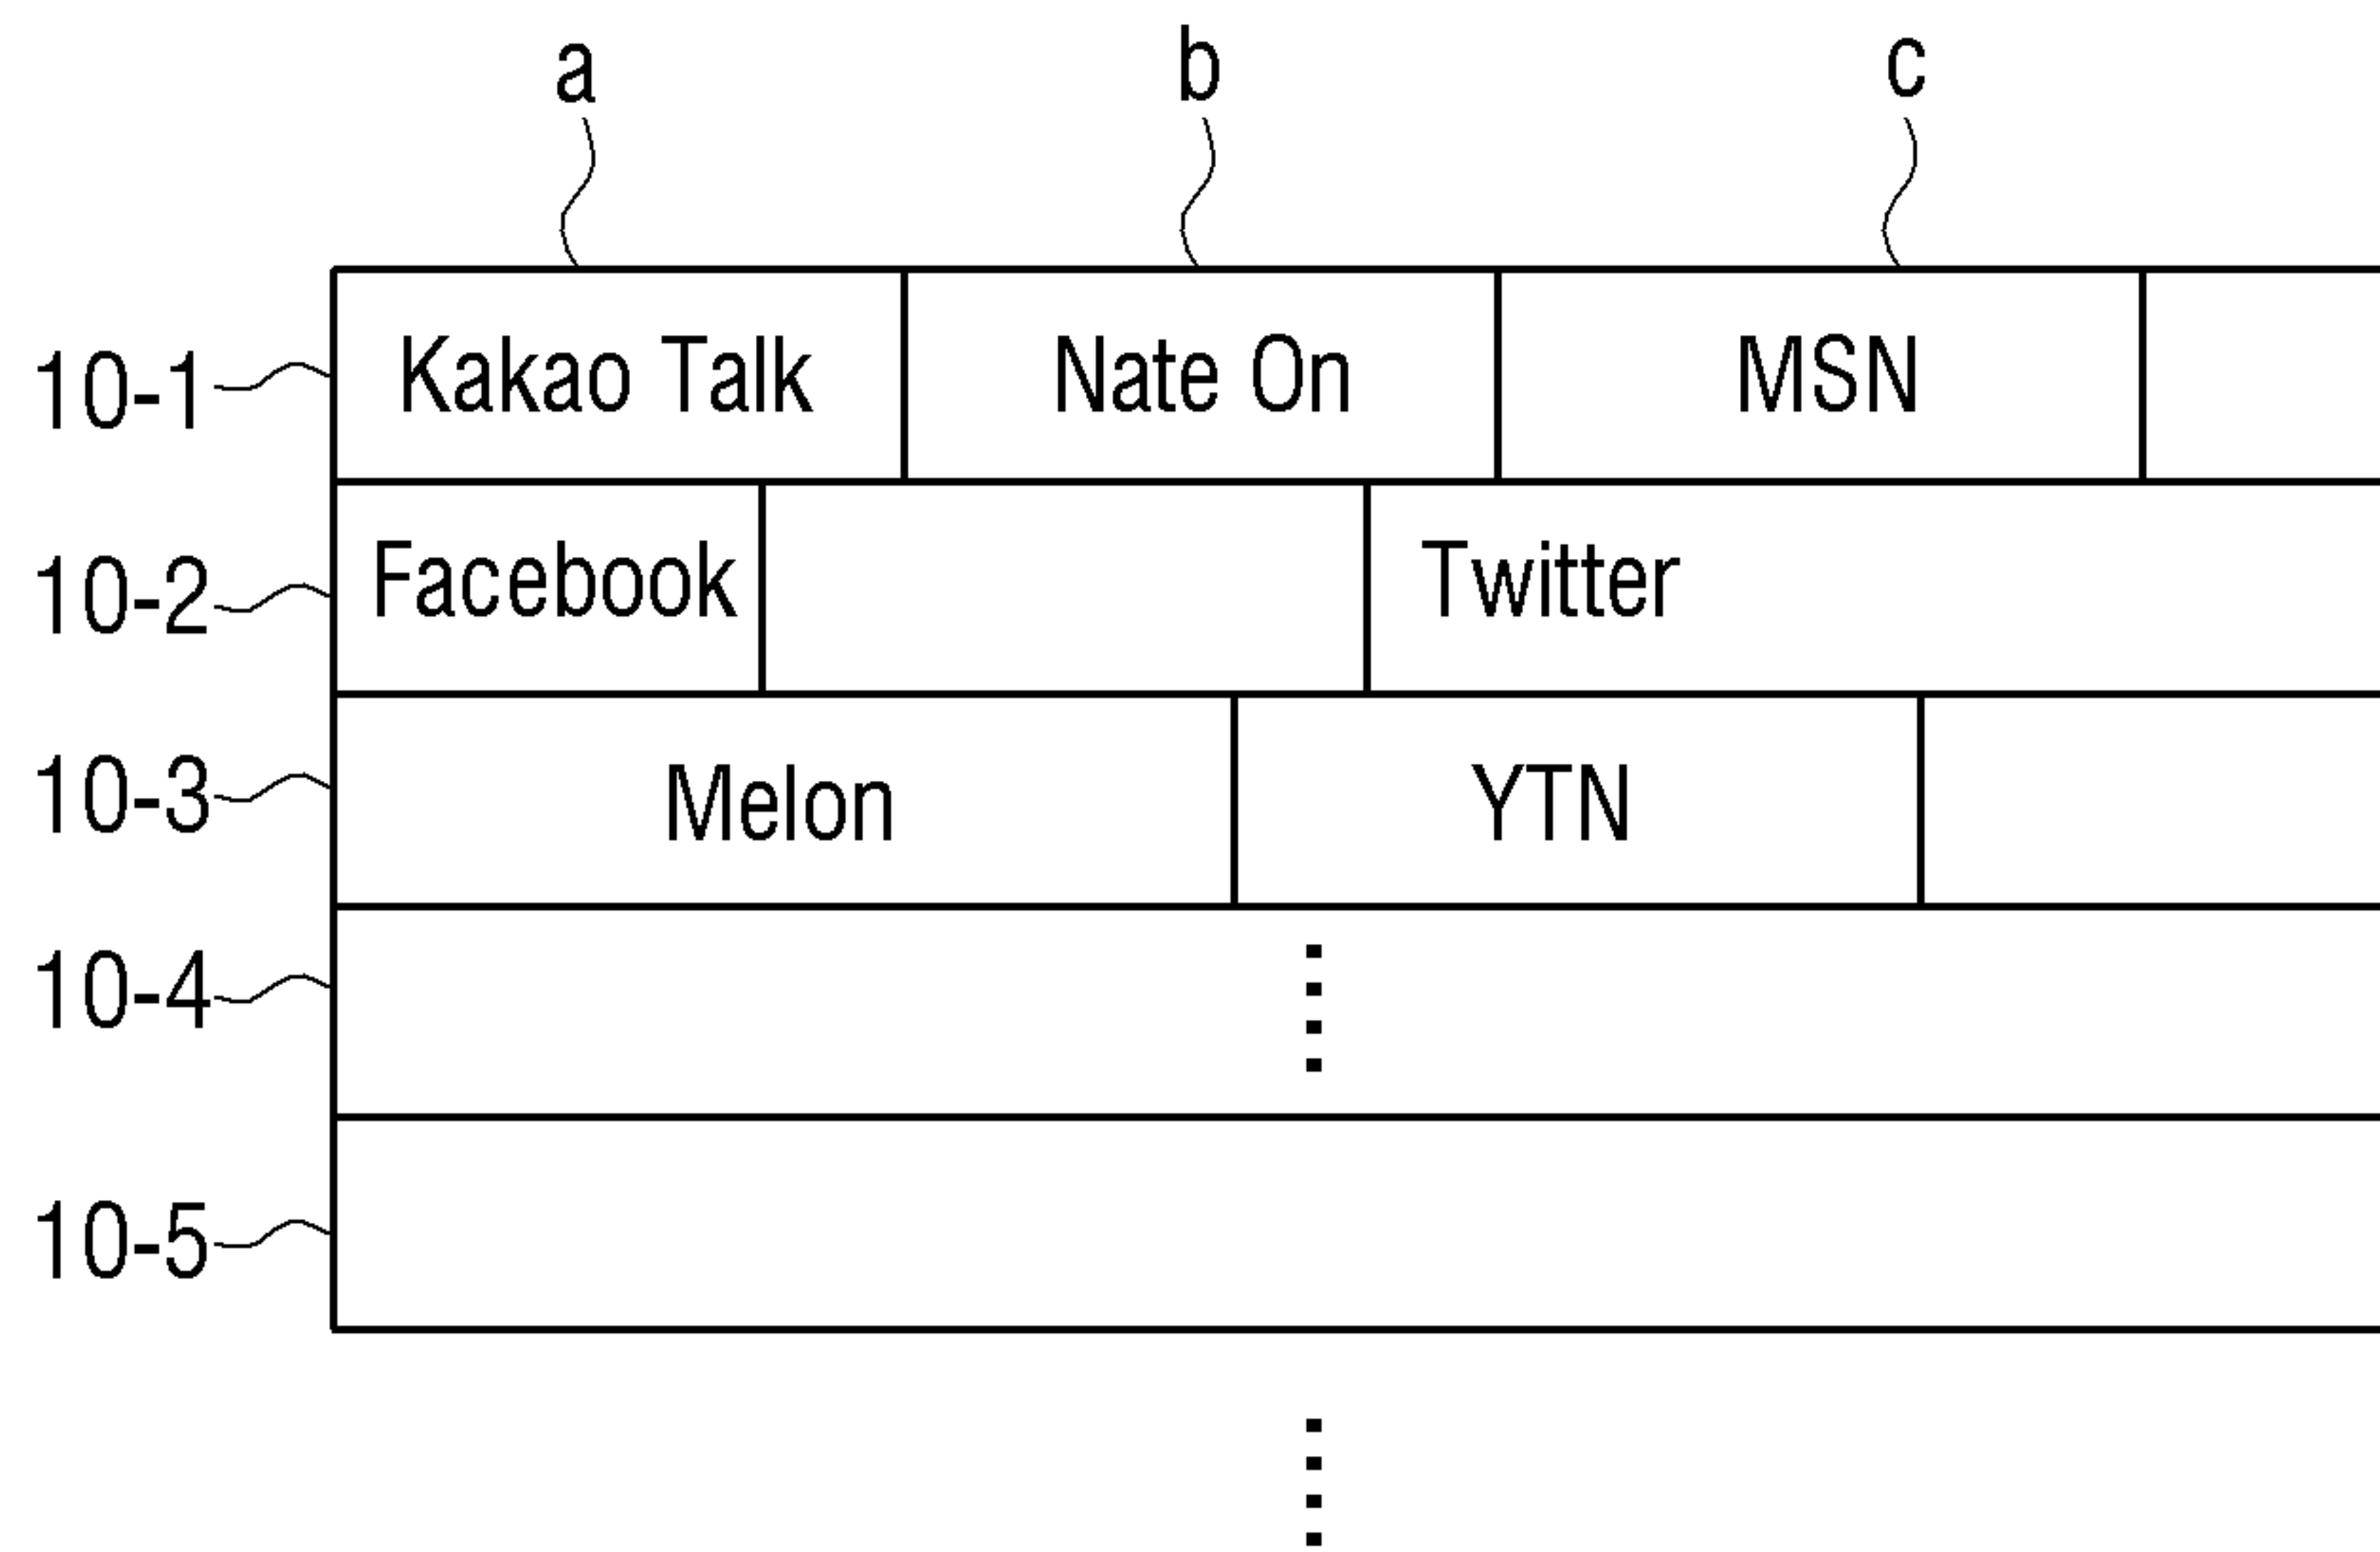 a b c
10-1 Kakao Talk Nate On MSN
10-2 Facebook Twitter
10-3 Melon YTN
10-4
10-5